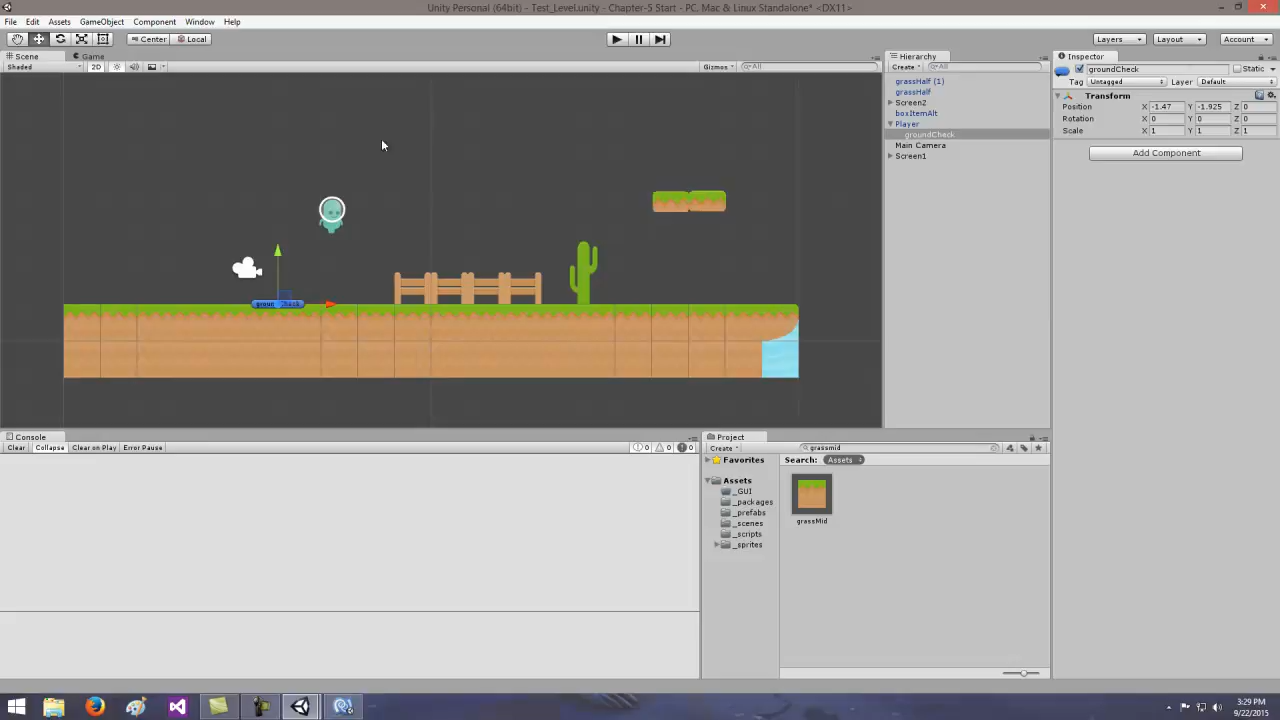 Unity Personal (64bit) - Test_Level.unity - Chapter-5 Start - PC, Mac & Linux Standalone* <DX11>
File Edit Assets GameObject Component Window Help
Center Local Layers Layout Account
Scene Game
Shaded 2D Gizmos All
Hierarchy
Create All
grassHalf (1)
grassHalf
Screen2
boxItemAlt
Player
groundCheck
Main Camera
Screen1
Inspector
groundCheck Static
Tag Untagged Layer Default
Transform
Position X -1.47 Y -1.925 Z 0
Rotation X 0 Y 0 Z 0
Scale X 1 Y 1 Z 1
Add Component
Console
Clear Collapse Clear on Play Error Pause 0 0 0
Project
Create grassmid
Favorites
Assets
_GUI
_packages
_prefabs
_scenes
_scripts
_sprites
Search: Assets
grassMid
3:29 PM
9/22/2015